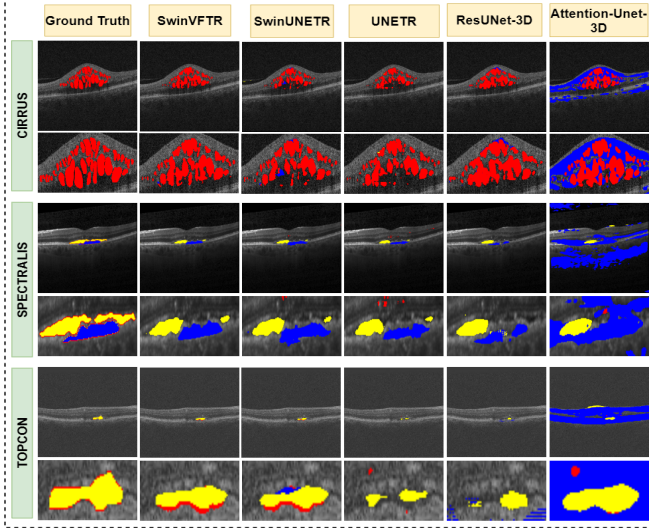 Ground Truth
SwinVFTR
SwinUNETR
UNETR
ResUNet-3D
Attention-Unet-
3D
CIRRUS
SPECTRALIS
TOPCON